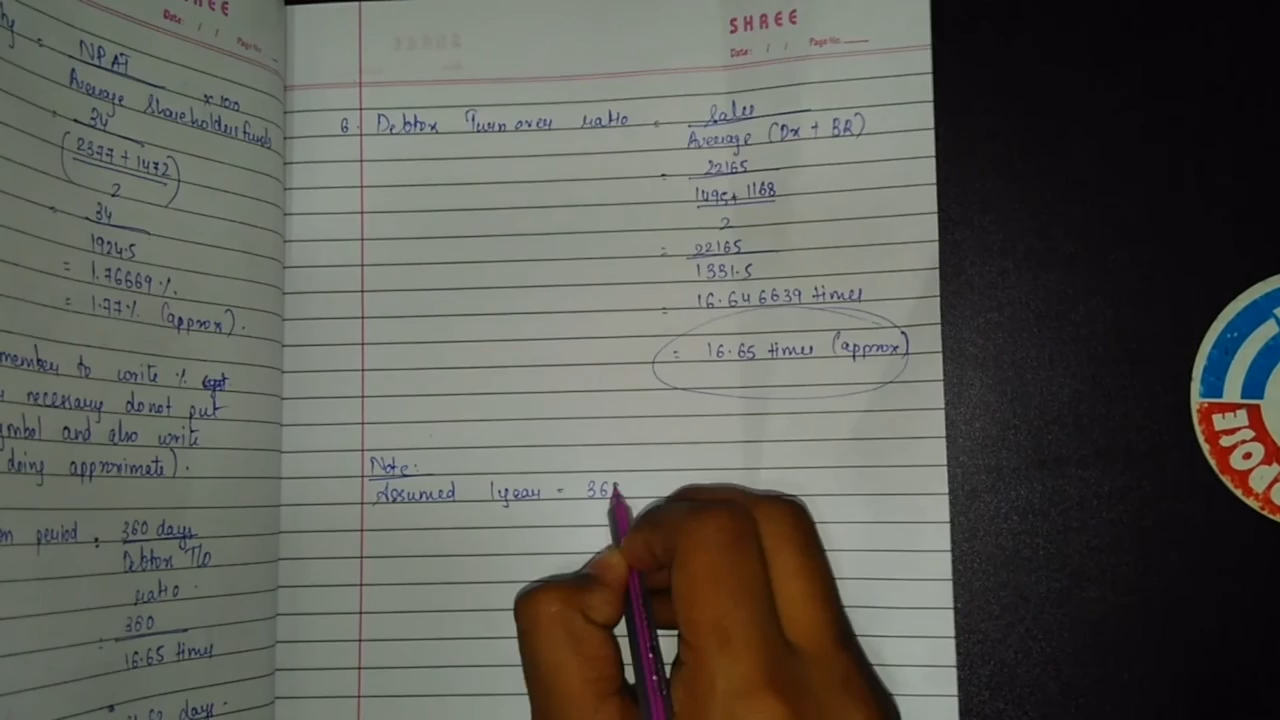 NPAT
Average Shareholders funds x 100
= 34
(2377 + 1472)
2
= 34
1924.5
= 1.76669 %.
= 1.77 % (approx).
member to write %
necessary do not put
symbol and also write
doing approximate).
period = 360 days
Debtor T/O
ratio.
= 360
16.65 times
days.
SHREE
Date: / / Page No.
6. Debtor Turnover ratio = Sales
Average (Dr + BR)
= 22165
1495 + 1168
2
= 22165
1331.5
= 16.646639 times
= 16.65 times (approx)
Note:
Assumed 1 year = 36
POSE